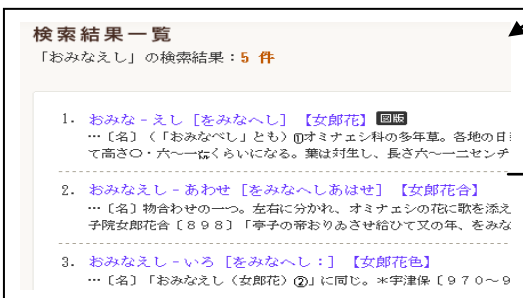 検索結果一覧
「おみなえし」の検索結果：5 件
1. おみな‐えし［をみなへし］【女郎花】 図版
…〔名〕（「おみなべし」とも）①オミナエシ科の多年草。各地の日
て高さ〇・六～一㍍くらいになる。葉は対生し、長さ六～一二センチ
2. おみなえし‐あわせ［をみなへしあはせ］【女郎花合】
…〔名〕物合わせの一つ。左右に分かれ、オミナエシの花に歌を添え
子院女郎花合〔８９８〕「亭子の帝おりゐさせ給ひて又の年、をみな
3. おみなえし‐いろ［をみなへし：］【女郎花色】
…〔名〕「おみなえし（女郎花）②」に同じ。＊宇津保〔９７０～９